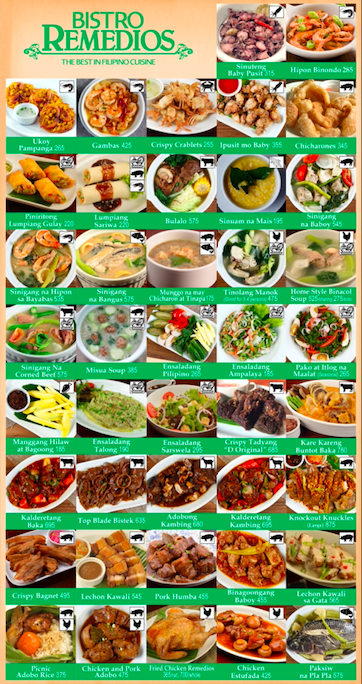 BISTRO
REMEDIOS
THE BEST IN FILIPINO CUISINE
Sinuteng
Baby Pusit 315
Hipon Binondo 285
Ukoy
Pampanga 265
Gambas 425
Crispy Crablets 255
Ipusit mo Baby 355
Chicharones 345
Piniritong
Lumpiang Gulay 220
Lumpiang
Sariwa 220
Bulalo 575
Sinuam na Mais 195
Sinigang
na Baboy 545
Sinigang na Hipon
sa Bayabas 535
Sinigang
na Bangus 575
Munggo na may
Chicharon at Tinapa 175
Tinolang Manok
475
Home Style Binacol
Soup 525
Sinigang Na
Corned Beef 575
Misua Soup 385
Ensaladang
Pilipino 265
Ensaladang
Ampalaya 185
Pako at Itlog na
Maalat 265
Manggang Hilaw
at Bagoong 185
Ensaladang
Talong 190
Ensaladang
Sarswela 295
Crispy Tadyang
"D Original" 685
Kare Kareng
Buntot Baka 780
Kalderetang
Baka 695
Top Blade Bistek 635
Adobong
Kambing 680
Kalderetang
Kambing 695
Knockout Knuckles
875
Crispy Bagnet 495
Lechon Kawali 545
Pork Humba 455
Binagoongang
Baboy 455
Lechon Kawali
sa Gata 565
Picnic
Adobo Rice 375
Chicken and Pork
Adobo 475
Fried Chicken Remedios
Chicken
Estofada 425
Paksiw
na Pla Pla 575